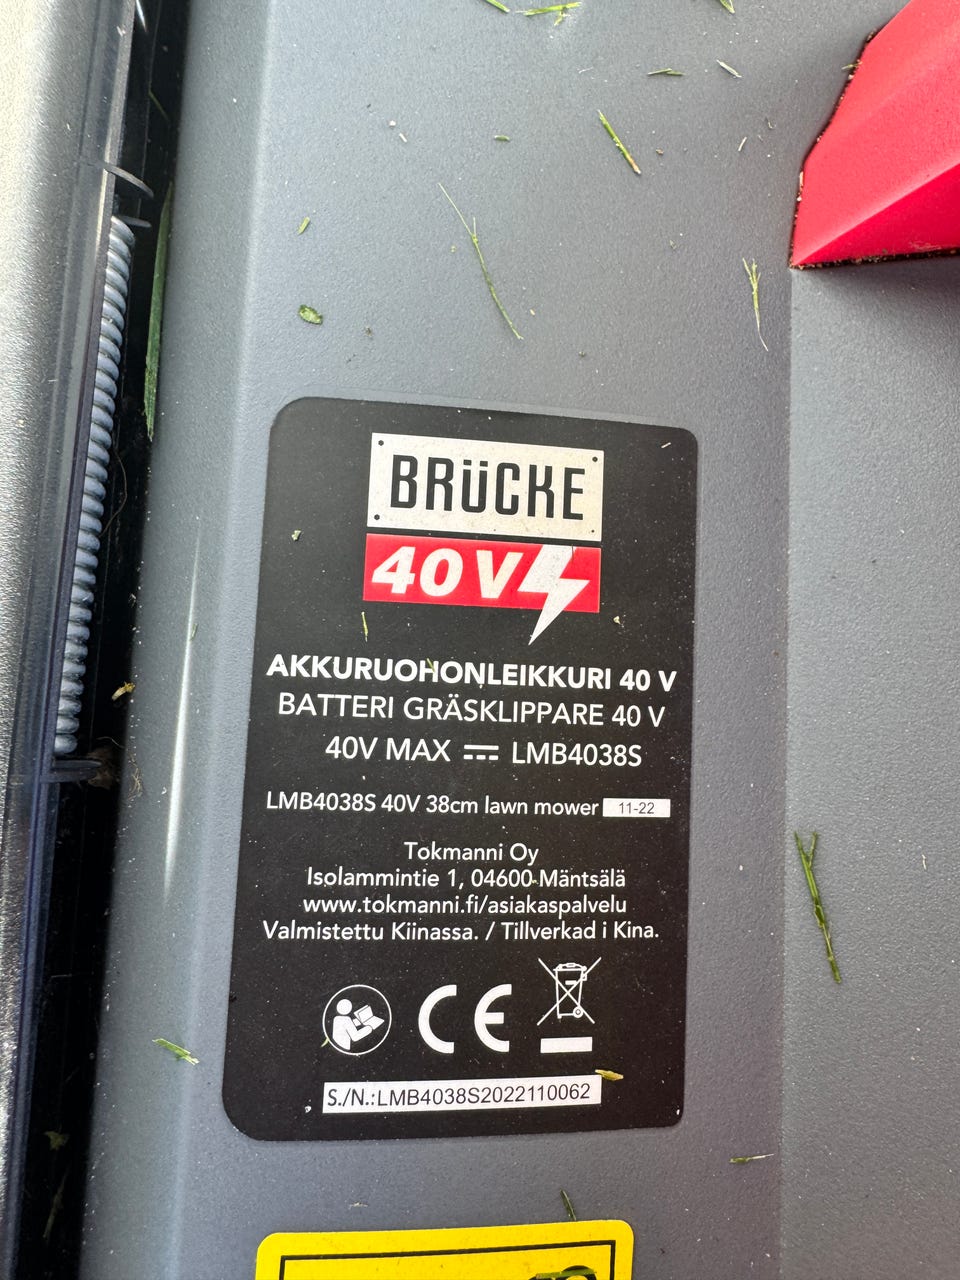 BRÜCKE
40 V
AKKURUOHONLEIKKURI 40 V
BATTERI GRÄSKLIPPARE 40 V
40V MAX ⎓ LMB4038S
LMB4038S 40V 38cm lawn mower 11-22
Tokmanni Oy
Isolammintie 1, 04600 Mäntsälä
www.tokmanni.fi/asiakaspalvelu
Valmistettu Kiinassa. / Tillverkad i Kina.
CE
S./N.:LMB4038S2022110062